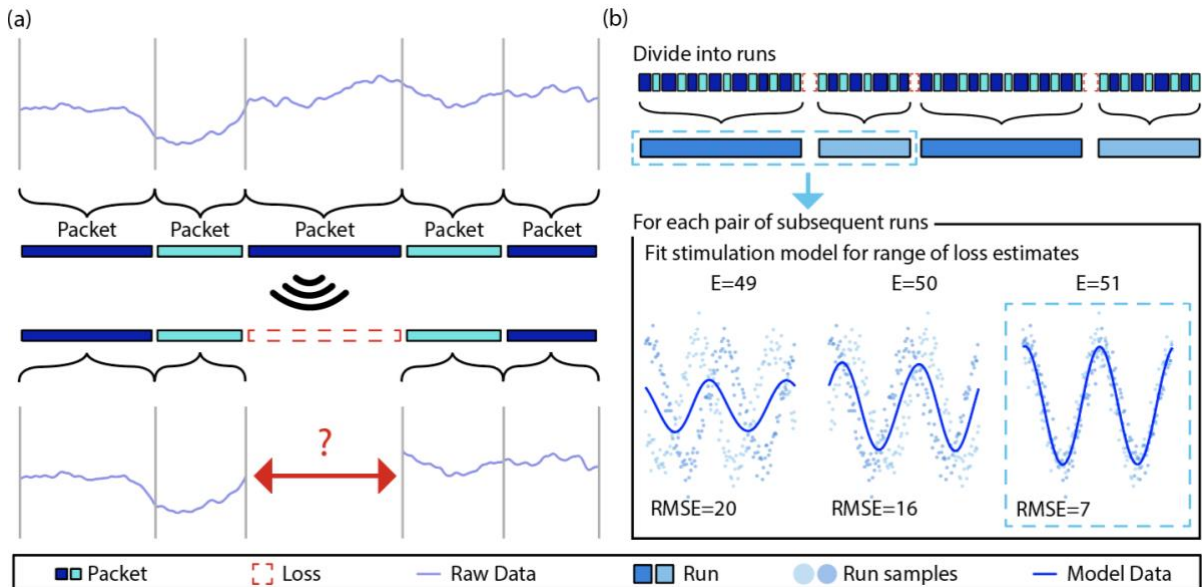 (a)
Packet Packet Packet Packet Packet
?
(b)
Divide into runs
For each pair of subsequent runs
Fit stimulation model for range of loss estimates
E=49 E=50 E=51
RMSE=20 RMSE=16 RMSE=7
Packet Loss Raw Data Run Run samples Model Data